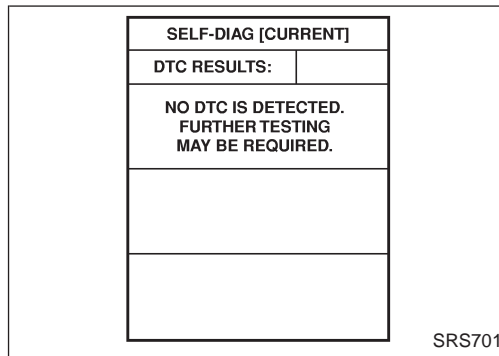 SELF-DIAG [CURRENT]
DTC RESULTS:
NO DTC IS DETECTED.
FURTHER TESTING
MAY BE REQUIRED.
SRS701